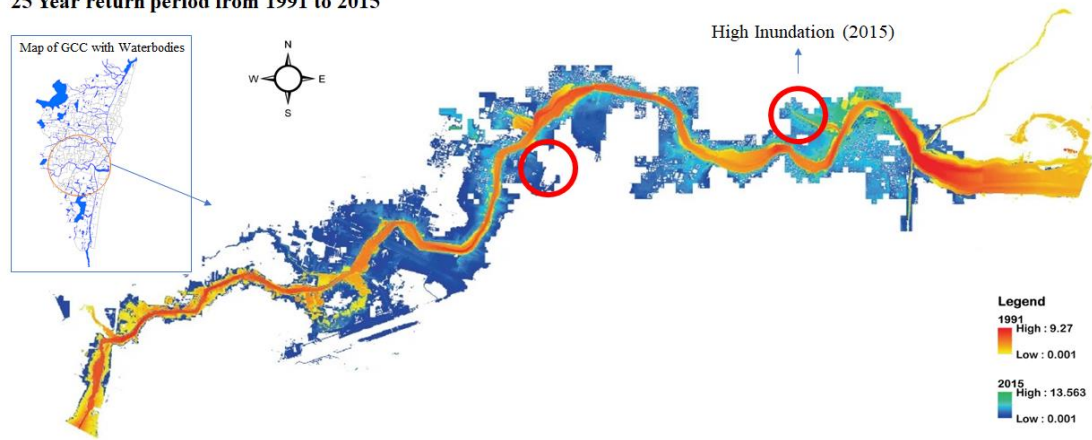 25 Year return period from 1991 to 2015
Map of GCC with Waterbodies
N
W E
S
High Inundation (2015)
Legend
1991
High : 9.27
Low : 0.001
2015
High : 13.563
Low : 0.001